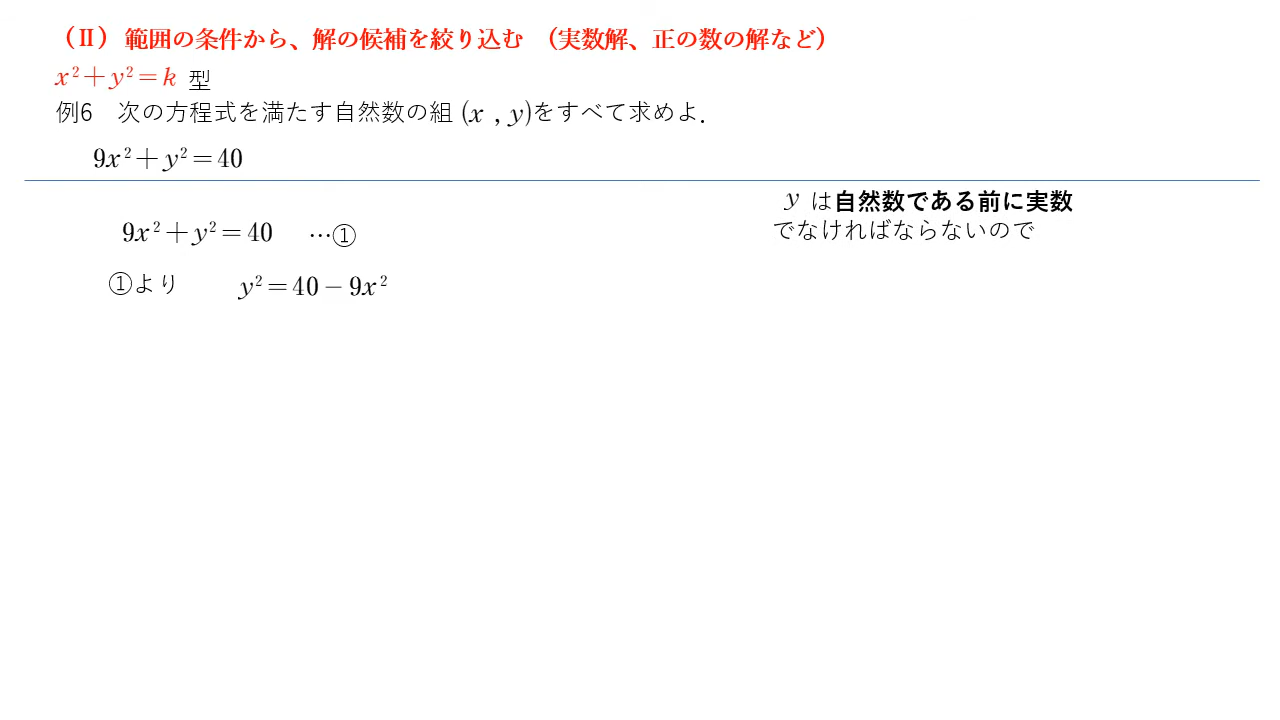 （Ⅱ）範囲の条件から、解の候補を絞り込む （実数解、正の数の解など）
x²＋y²＝k 型
例6　次の方程式を満たす自然数の組 (x , y)をすべて求めよ.
9x²＋y²＝40
y は自然数である前に実数
でなければならないので
9x²＋y²＝40　…①
①より　y²＝40－9x²